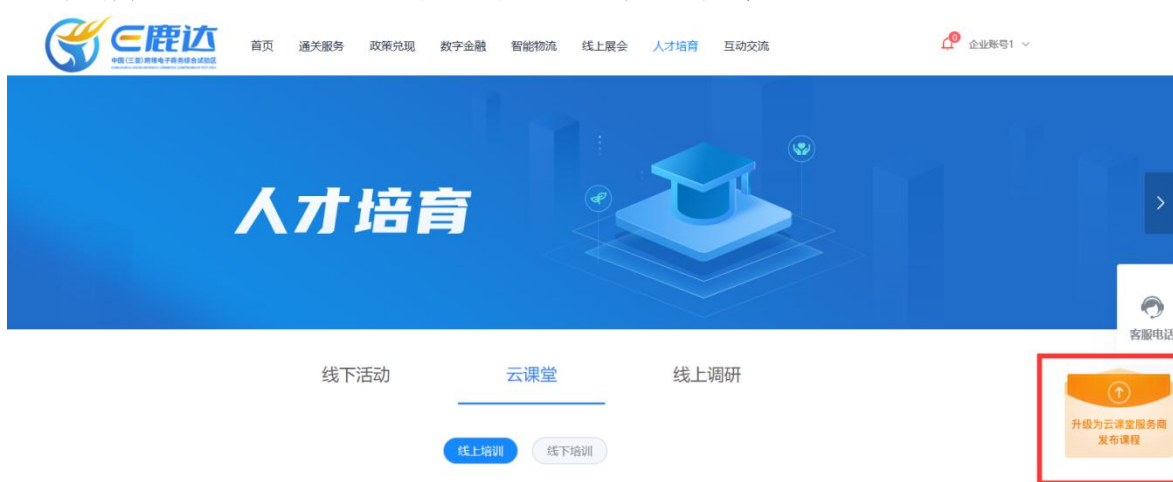 E鹿达
中国(三亚)跨境电子商务综合试验区
首页 通关服务 政策兑现 数字金融 智能物流 线上展会 人才培育 互动交流
0 企业账号1
人才培育
客服电话
线下活动 云课堂 线上调研
升级为云课堂服务商
发布课程
线上培训 线下培训